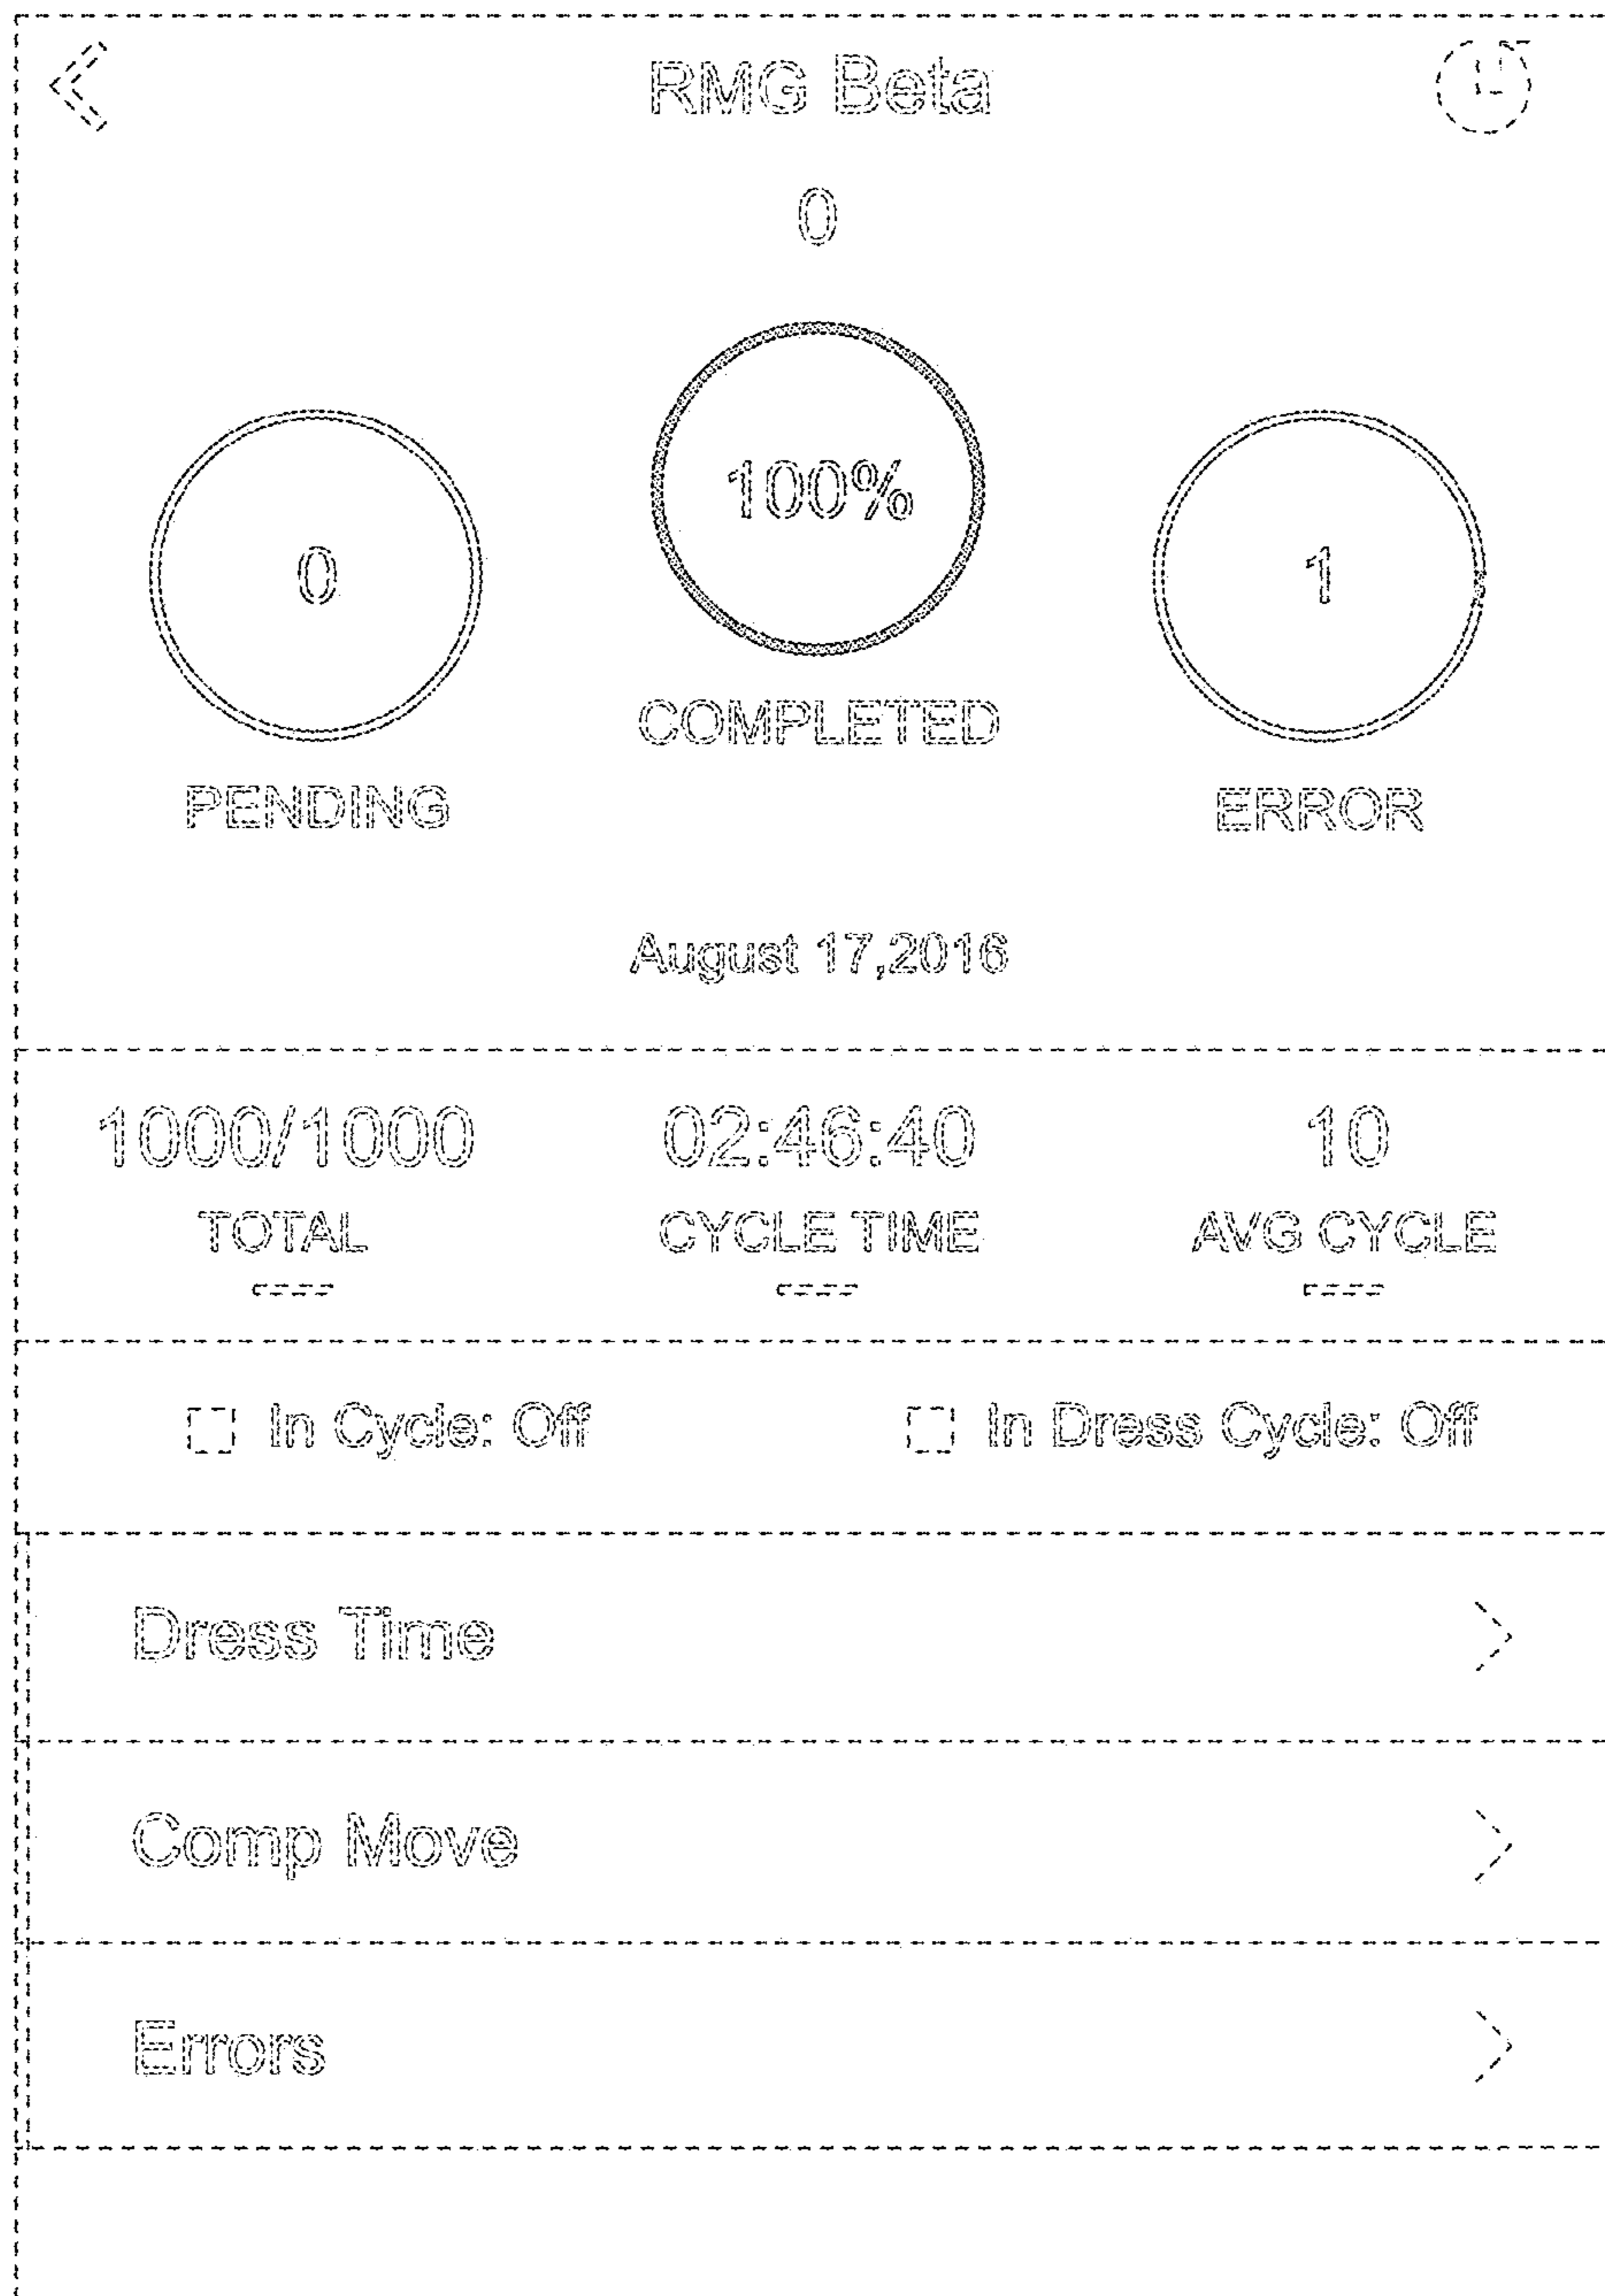 RMG Beta
0
100%
0
1
COMPLETED
PENDING
ERROR
August 17,2016
1000/1000
02:46:40
10
TOTAL
CYCLE TIME
AVG CYCLE
In Cycle: Off
In Dress Cycle: Off
Dress Time
Comp Move
Errors